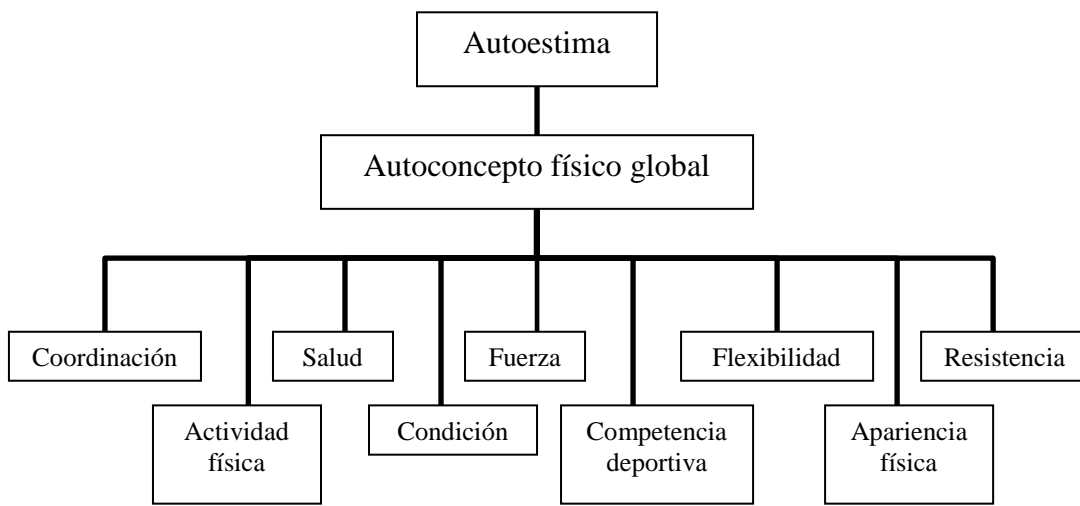 Autoestima
Autoconcepto físico global
Coordinación
Salud
Fuerza
Flexibilidad
Resistencia
Actividad
física
Condición
Competencia
deportiva
Apariencia
física